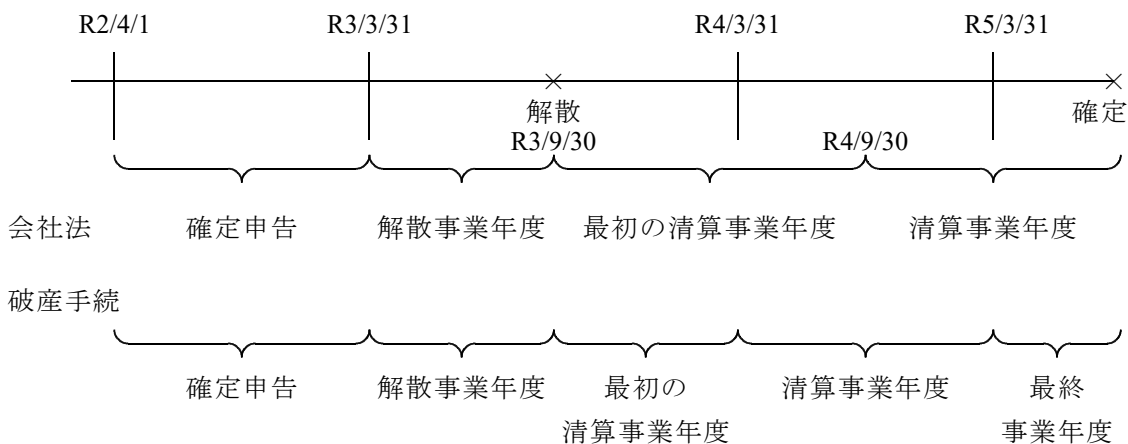 R2/4/1 R3/3/31 R4/3/31 R5/3/31
解散 確定
R3/9/30 R4/9/30
会社法 確定申告 解散事業年度 最初の清算事業年度 清算事業年度
破産手続
確定申告 解散事業年度 最初の 清算事業年度 最終
清算事業年度 事業年度